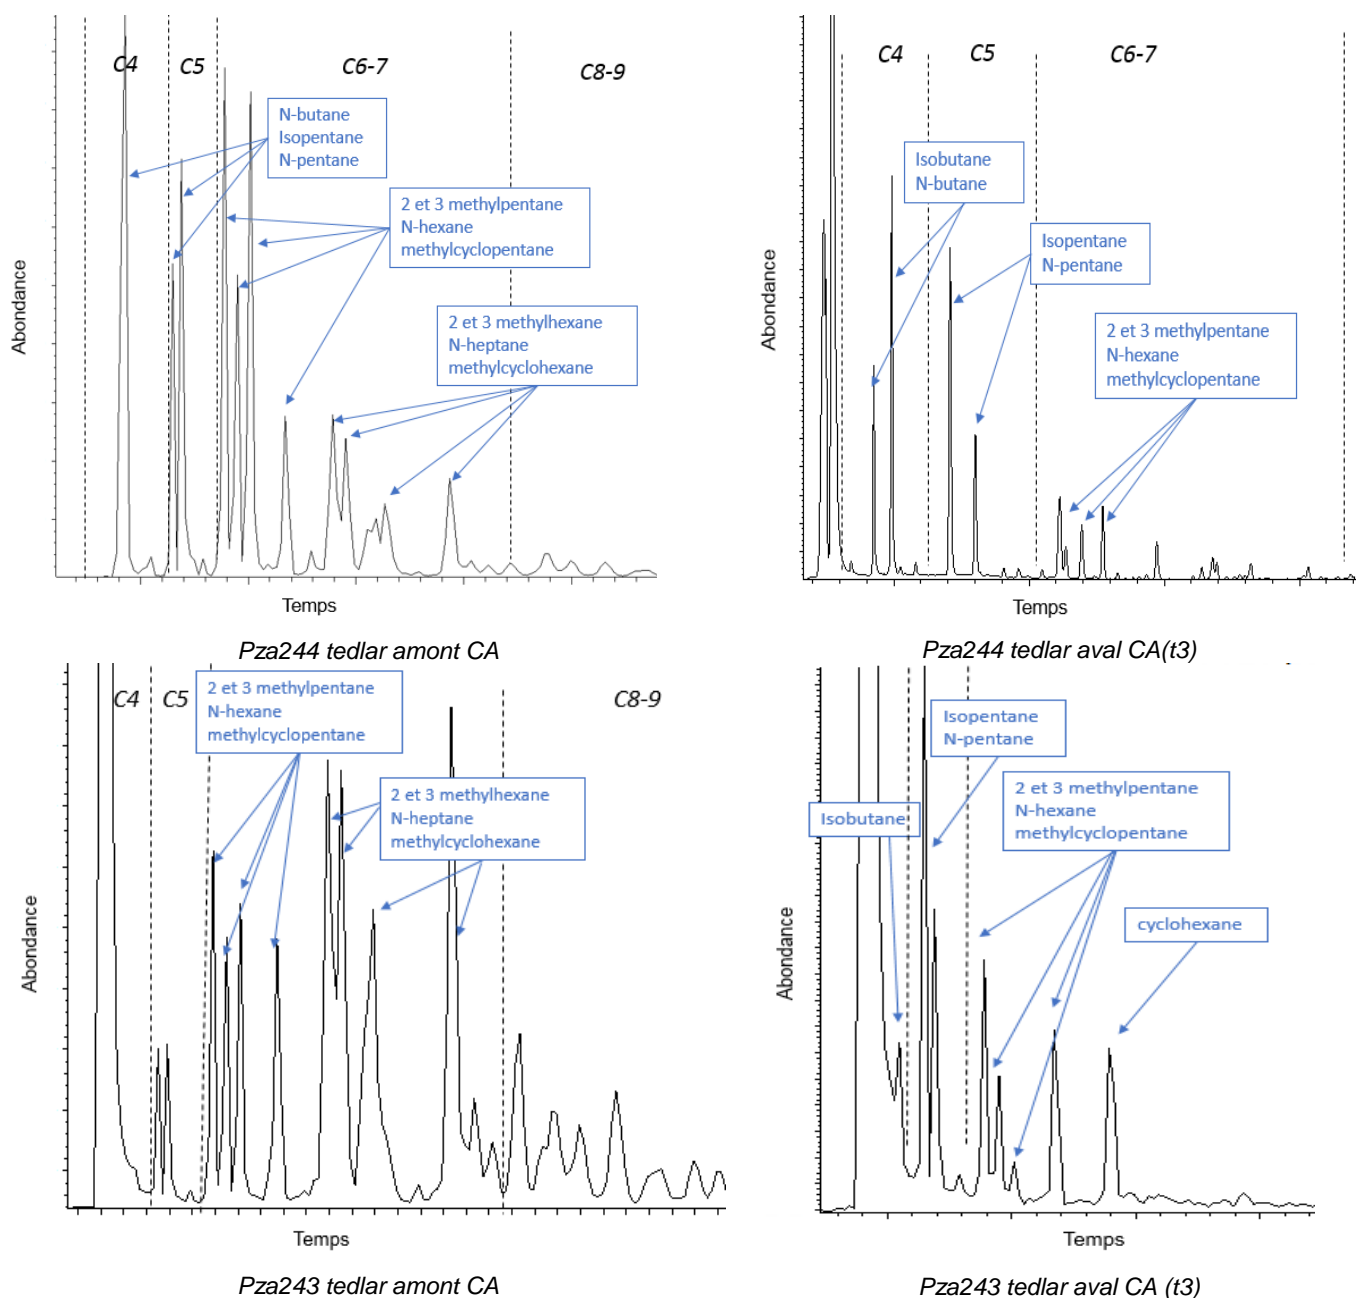 C4
C5
C6-7
C8-9
N-butane
Isopentane
N-pentane
2 et 3 methylpentane
N-hexane
methylcyclopentane
2 et 3 methylhexane
N-heptane
methylcyclohexane
Abondance
Temps
Pza244 tedlar amont CA
C4
C5
C6-7
Isobutane
N-butane
Isopentane
N-pentane
2 et 3 methylpentane
N-hexane
methylcyclopentane
Abondance
Temps
Pza244 tedlar aval CA(t3)
C4
C5
C8-9
2 et 3 methylpentane
N-hexane
methylcyclopentane
2 et 3 methylhexane
N-heptane
methylcyclohexane
Abondance
Temps
Pza243 tedlar amont CA
Isopentane
N-pentane
2 et 3 methylpentane
N-hexane
methylcyclopentane
Isobutane
cyclohexane
Abondance
Temps
Pza243 tedlar aval CA (t3)